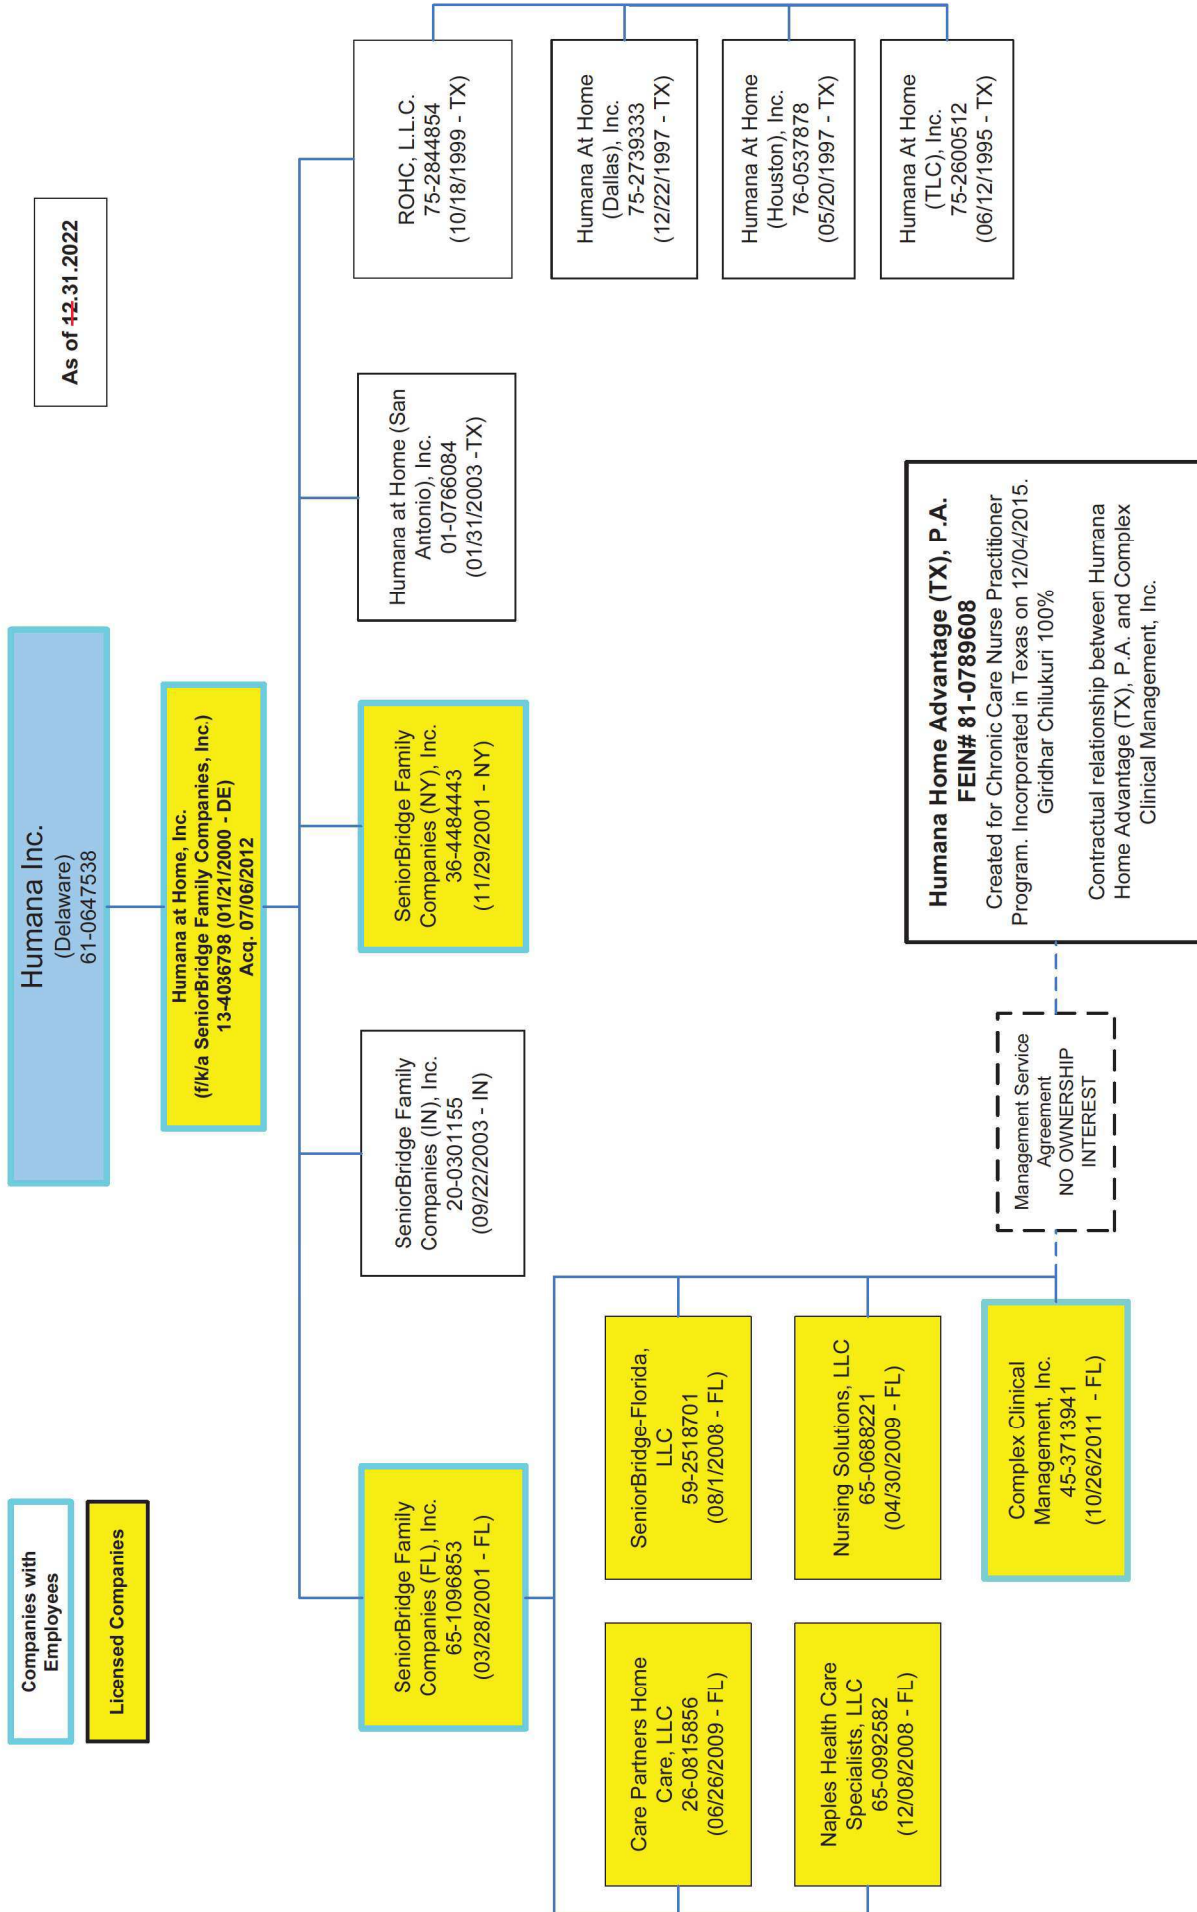 Companies with
Employees
Licensed Companies
Humana Inc.
(Delaware)
61-0647538
As of 12.31.2022
Humana at Home, Inc.
(f/k/a SeniorBridge Family Companies, Inc.)
13-4036798 (01/21/2000 - DE)
Acq. 07/06/2012
SeniorBridge Family
Companies (FL), Inc.
65-1096853
(03/28/2001 - FL)
SeniorBridge Family
Companies (IN), Inc.
20-0301155
(09/22/2003 - IN)
SeniorBridge Family
Companies (NY), Inc.
36-4484443
(11/29/2001 - NY)
Humana at Home (San
Antonio), Inc.
01-0766084
(01/31/2003 -TX)
ROHC, L.L.C.
75-2844854
(10/18/1999 - TX)
Humana At Home
(Dallas), Inc.
75-2739333
(12/22/1997 - TX)
Humana At Home
(Houston), Inc.
76-0537878
(05/20/1997 - TX)
Humana At Home
(TLC), Inc.
75-2600512
(06/12/1995 - TX)
Care Partners Home
Care, LLC
26-0815856
(06/26/2009 - FL)
SeniorBridge-Florida,
LLC
59-2518701
(08/1/2008 - FL)
Naples Health Care
Specialists, LLC
65-0992582
(12/08/2008 - FL)
Nursing Solutions, LLC
65-0688221
(04/30/2009 - FL)
Complex Clinical
Management, Inc.
45-3713941
(10/26/2011 - FL)
Management Service
Agreement
NO OWNERSHIP
INTEREST
Humana Home Advantage (TX), P.A.
FEIN# 81-0789608
Created for Chronic Care Nurse Practitioner
Program. Incorporated in Texas on 12/04/2015.
Giridhar Chilukuri 100%
Contractual relationship between Humana
Home Advantage (TX), P.A. and Complex
Clinical Management, Inc.